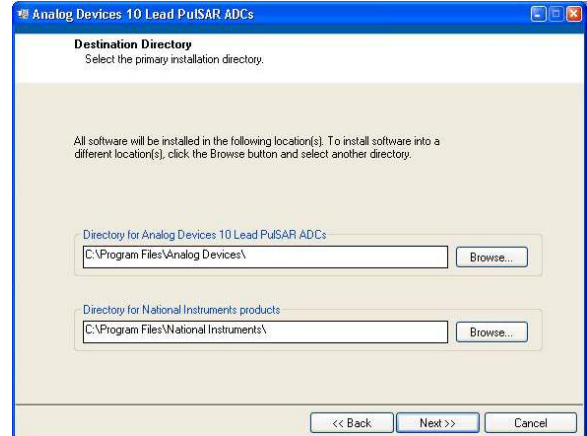 Analog Devices 10 Lead PulSAR ADCs
Destination Directory
Select the primary installation directory.
All software will be installed in the following location(s). To install software into a
different location(s), click the Browse button and select another directory.
Directory for Analog Devices 10 Lead PulSAR ADCs
C:\Program Files\Analog Devices\
Browse...
Directory for National Instruments products
C:\Program Files\National Instruments\
Browse...
<< Back
Next >>
Cancel